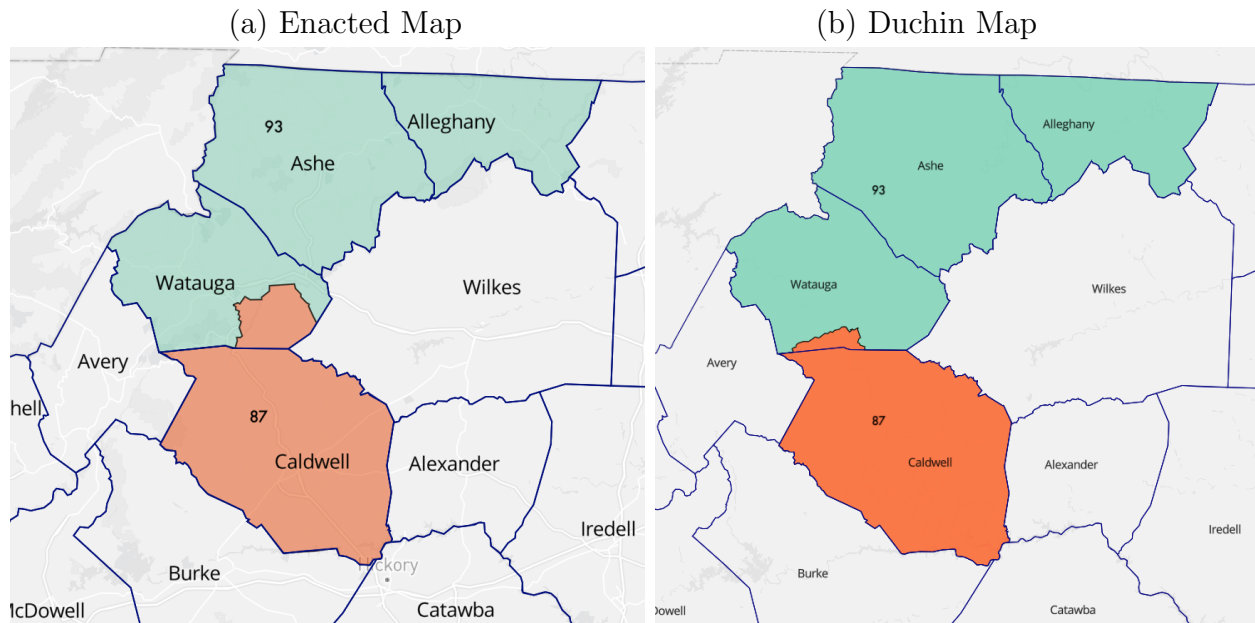 (a) Enacted Map
93
Alleghany
Ashe
Watauga
Wilkes
Avery
hell
87
Caldwell
Alexander
Iredell
Burke
Hickory
McDowell
Catawba
(b) Duchin Map
Alleghany
Ashe
93
Watauga
Wilkes
Avery
87
Caldwell
Alexander
Iredell
Burke
Dowell
Catawba